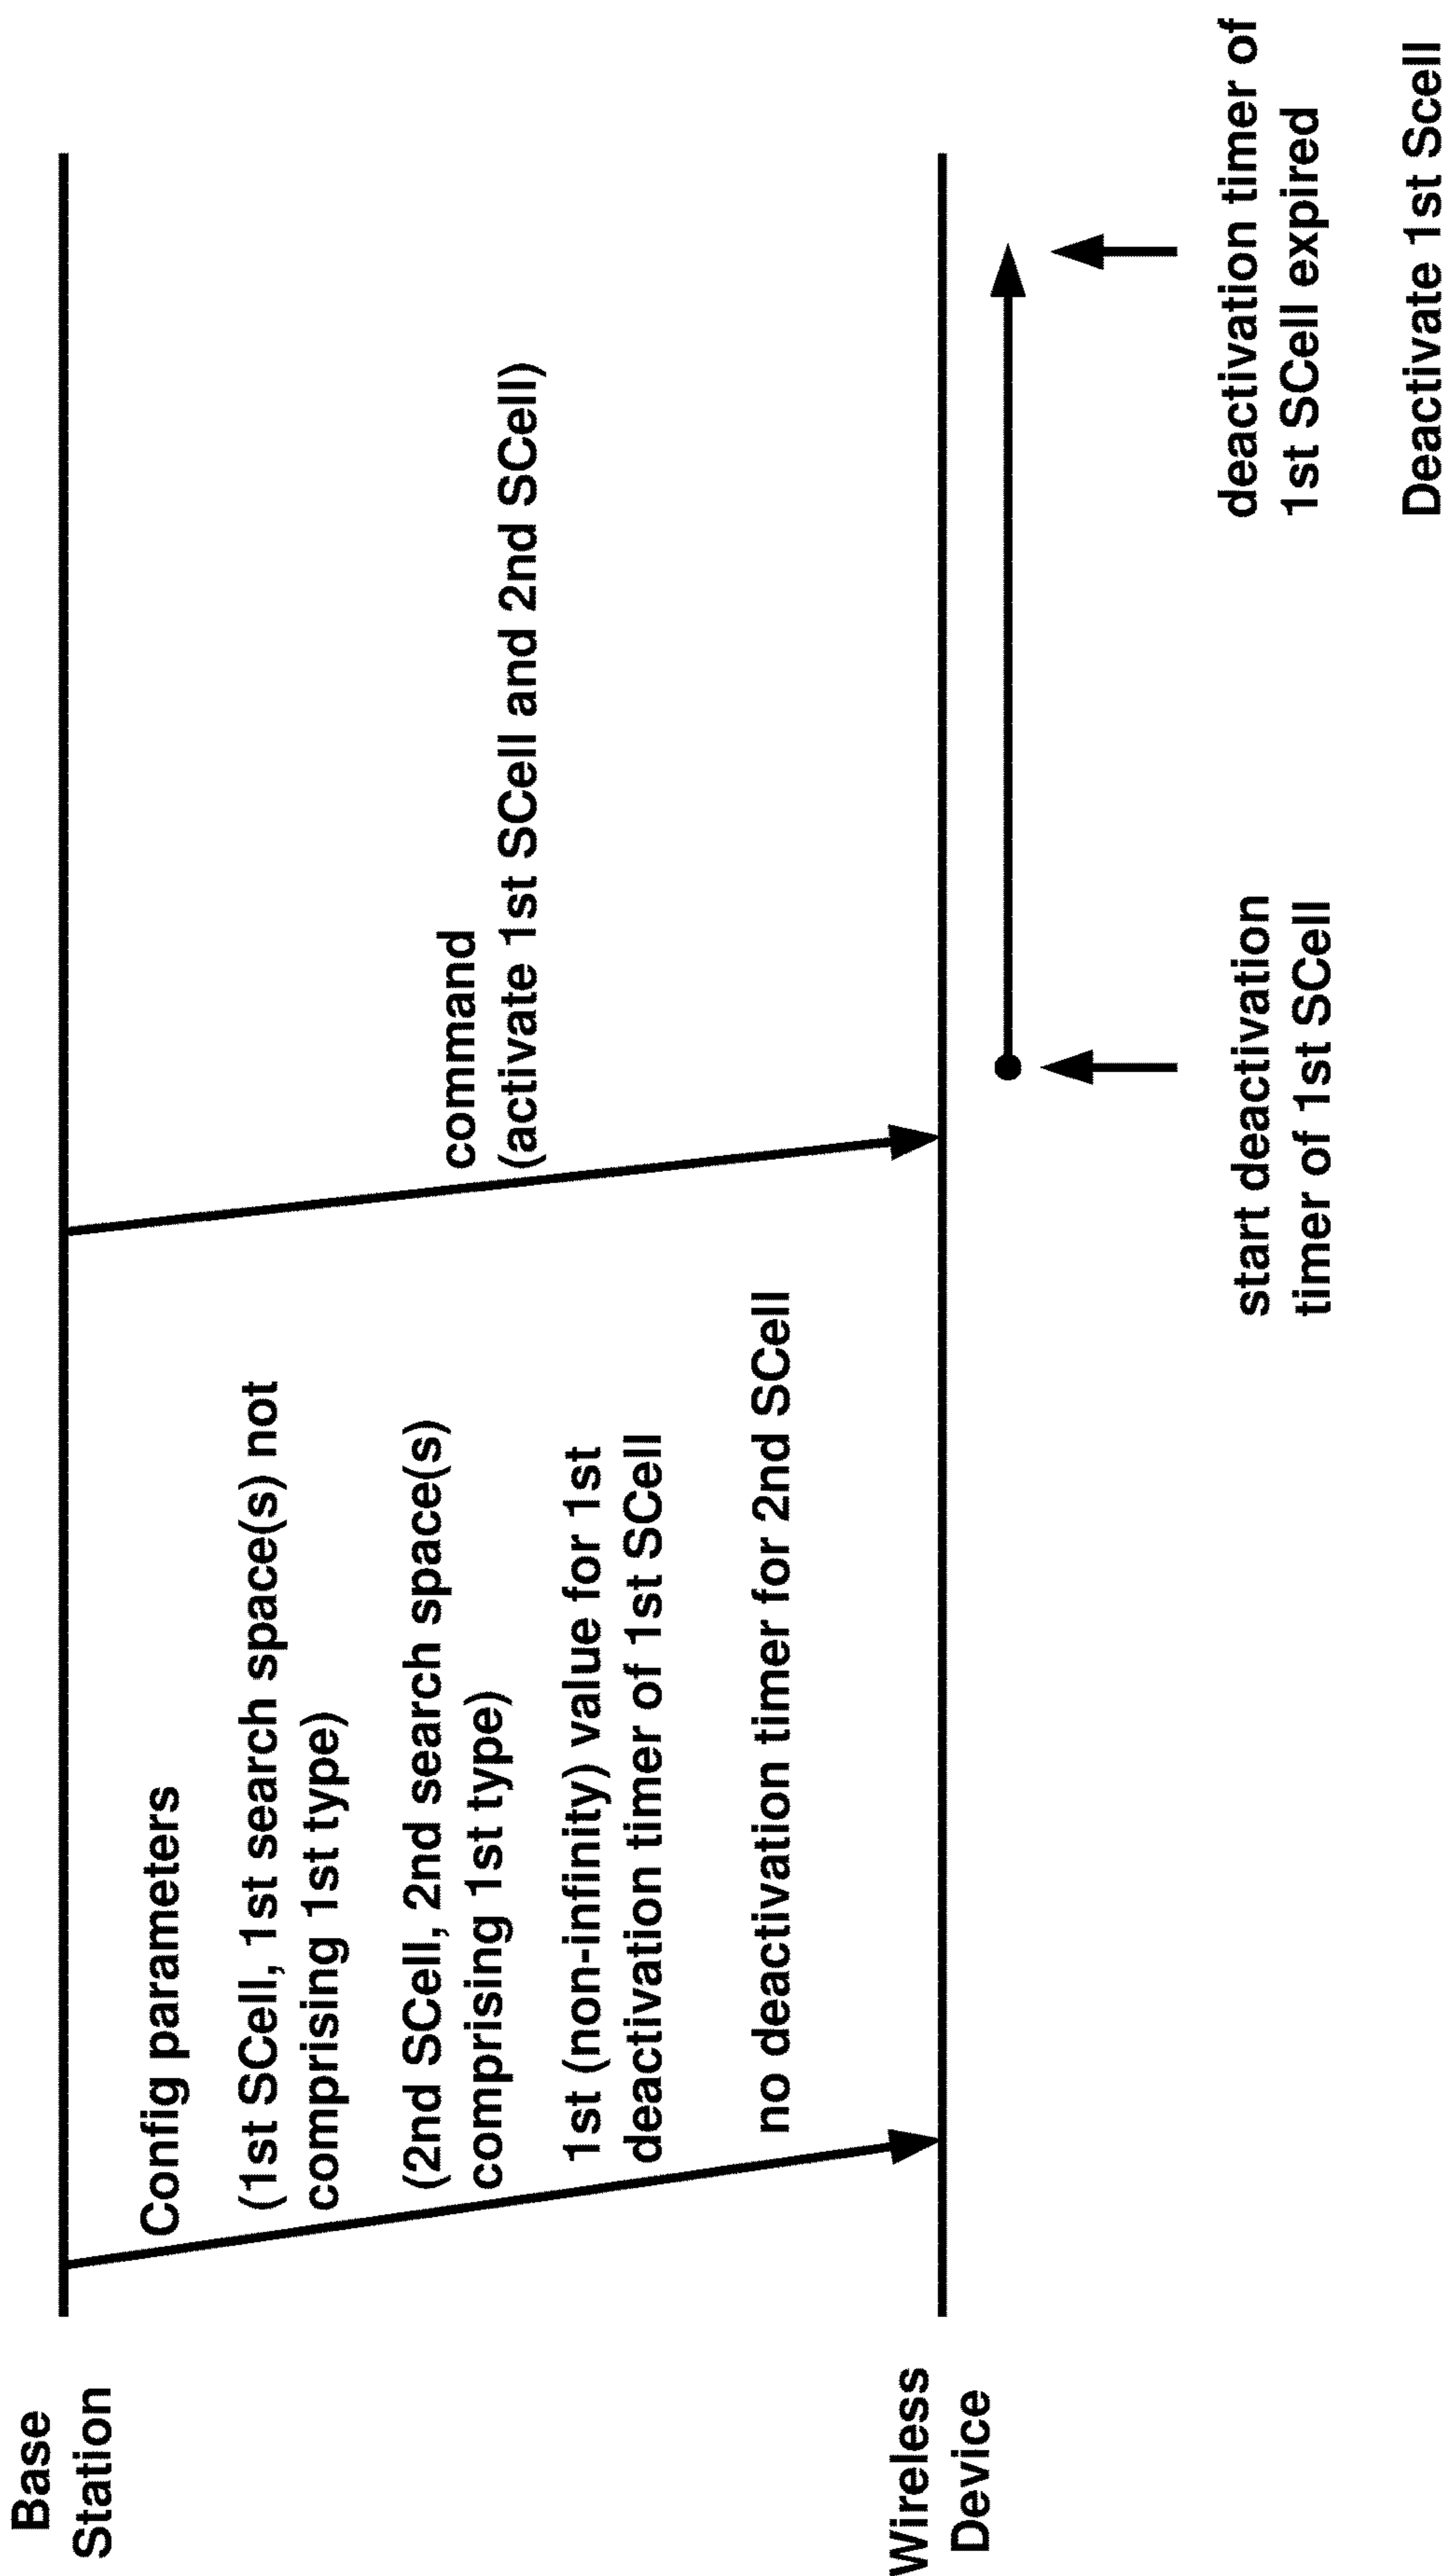 Base
Station
Config parameters
(1st SCell, 1st search space(s) not
comprising 1st type)
(2nd SCell, 2nd search space(s)
comprising 1st type)
1st (non-infinity) value for 1st
deactivation timer of 1st SCell
no deactivation timer for 2nd SCell
command
(activate 1st SCell and 2nd SCell)
Wireless
Device
start deactivation
timer of 1st SCell
deactivation timer of
1st SCell expired
Deactivate 1st Scell